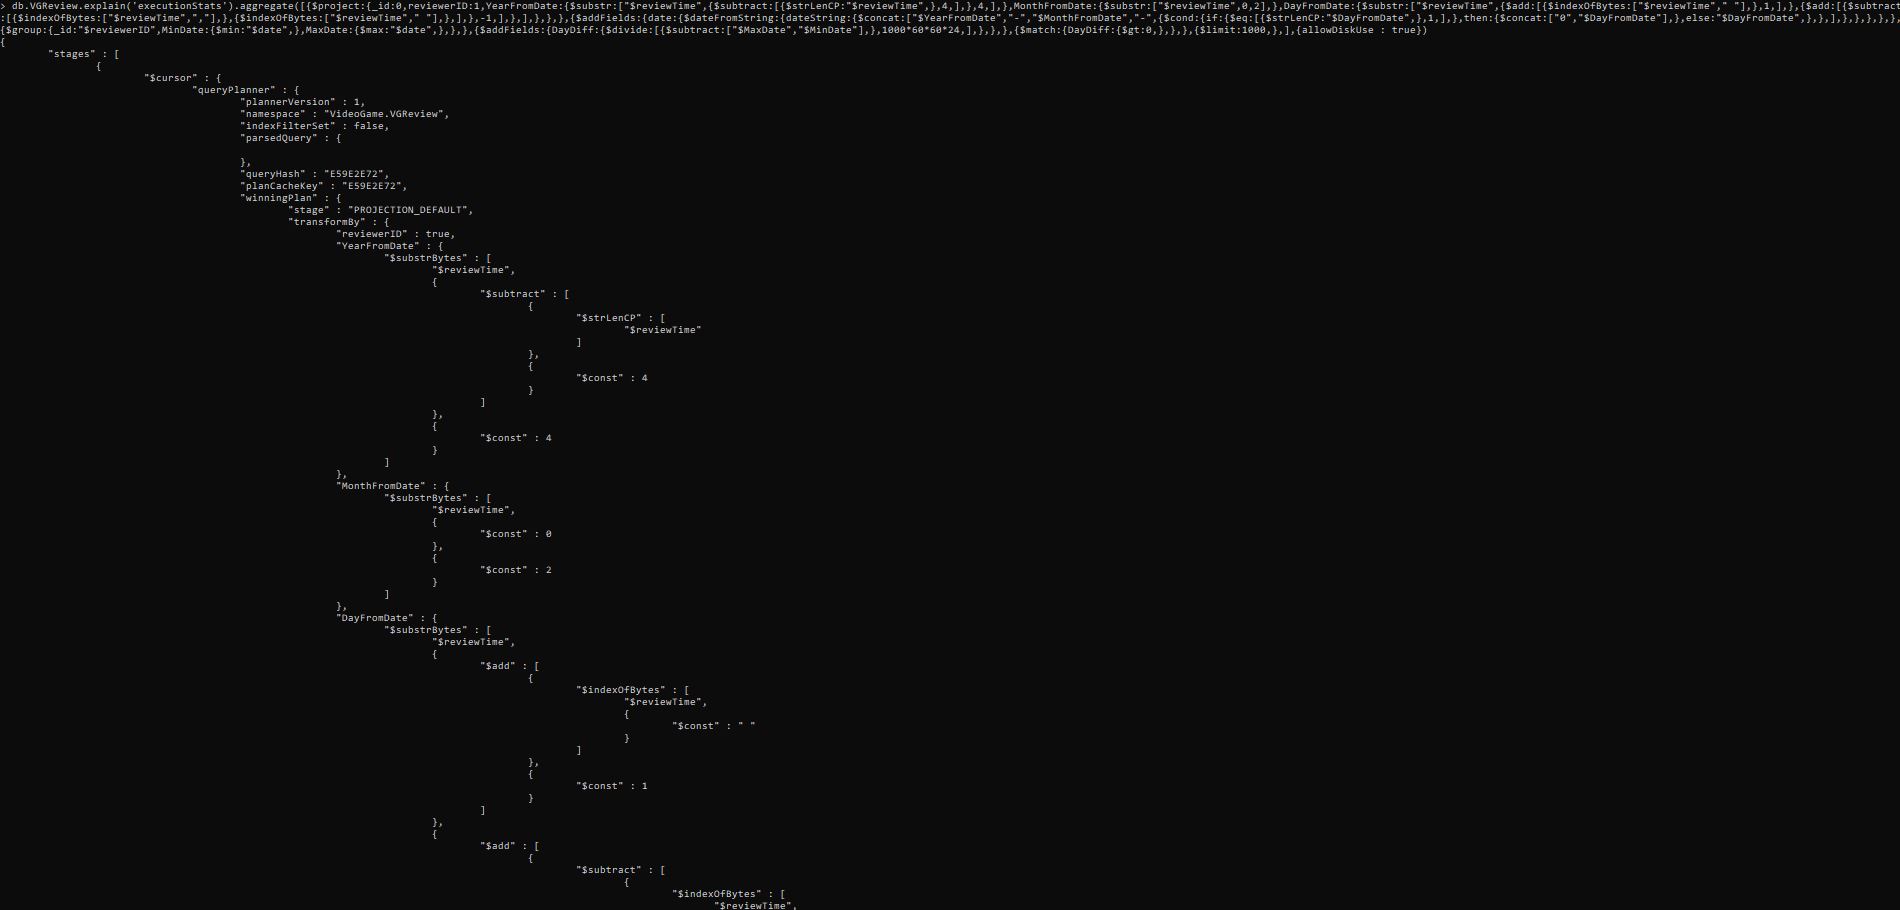 > db.VGReview.explain('executionStats').aggregate([{$project:{_id:0,reviewerID:1,YearFromDate:{$substr:["$reviewTime",{$subtract:[{$strLenCP:"$reviewTime",},4,],},4,],},MonthFromDate:{$substr:["$reviewTime",0,2],},DayFromDate:{$substr:["$reviewTime",{$add:[{$indexOfBytes:["$reviewTime"," "],},1,],},{$add:[{$subtract
:[{$indexOfBytes:["$reviewTime",","],},{$indexOfBytes:["$reviewTime"," "],},],},-1,],},],},},},{$addFields:{date:{$dateFromString:{dateString:{$concat:["$YearFromDate","-","$MonthFromDate","-",{$cond:{if:{$eq:[{$strLenCP:"$DayFromDate",},1,],},then:{$concat:["0","$DayFromDate"],},else:"$DayFromDate",},},],},},},},},
{$group:{_id:"$reviewerID",MinDate:{$min:"$date",},MaxDate:{$max:"$date",},},},{$addFields:{DayDiff:{$divide:[{$subtract:["$MaxDate","$MinDate"],},1000*60*60*24,],},},},{$match:{DayDiff:{$gt:0,},},},{$limit:1000,},],{allowDiskUse : true})
{
"stages" : [
{
"$cursor" : {
"queryPlanner" : {
"plannerVersion" : 1,
"namespace" : "VideoGame.VGReview",
"indexFilterSet" : false,
"parsedQuery" : {
},
"queryHash" : "E59E2E72",
"planCacheKey" : "E59E2E72",
"winningPlan" : {
"stage" : "PROJECTION_DEFAULT",
"transformBy" : {
"reviewerID" : true,
"YearFromDate" : {
"$substrBytes" : [
"$reviewTime",
{
"$subtract" : [
{
"$strLenCP" : [
"$reviewTime"
]
},
{
"$const" : 4
}
]
},
{
"$const" : 4
}
]
},
"MonthFromDate" : {
"$substrBytes" : [
"$reviewTime",
{
"$const" : 0
},
{
"$const" : 2
}
]
},
"DayFromDate" : {
"$substrBytes" : [
"$reviewTime",
{
"$add" : [
{
"$indexOfBytes" : [
"$reviewTime",
{
"$const" : " "
}
]
},
{
"$const" : 1
}
]
},
{
"$add" : [
{
"$subtract" : [
{
"$indexOfBytes" : [
"$reviewTime",